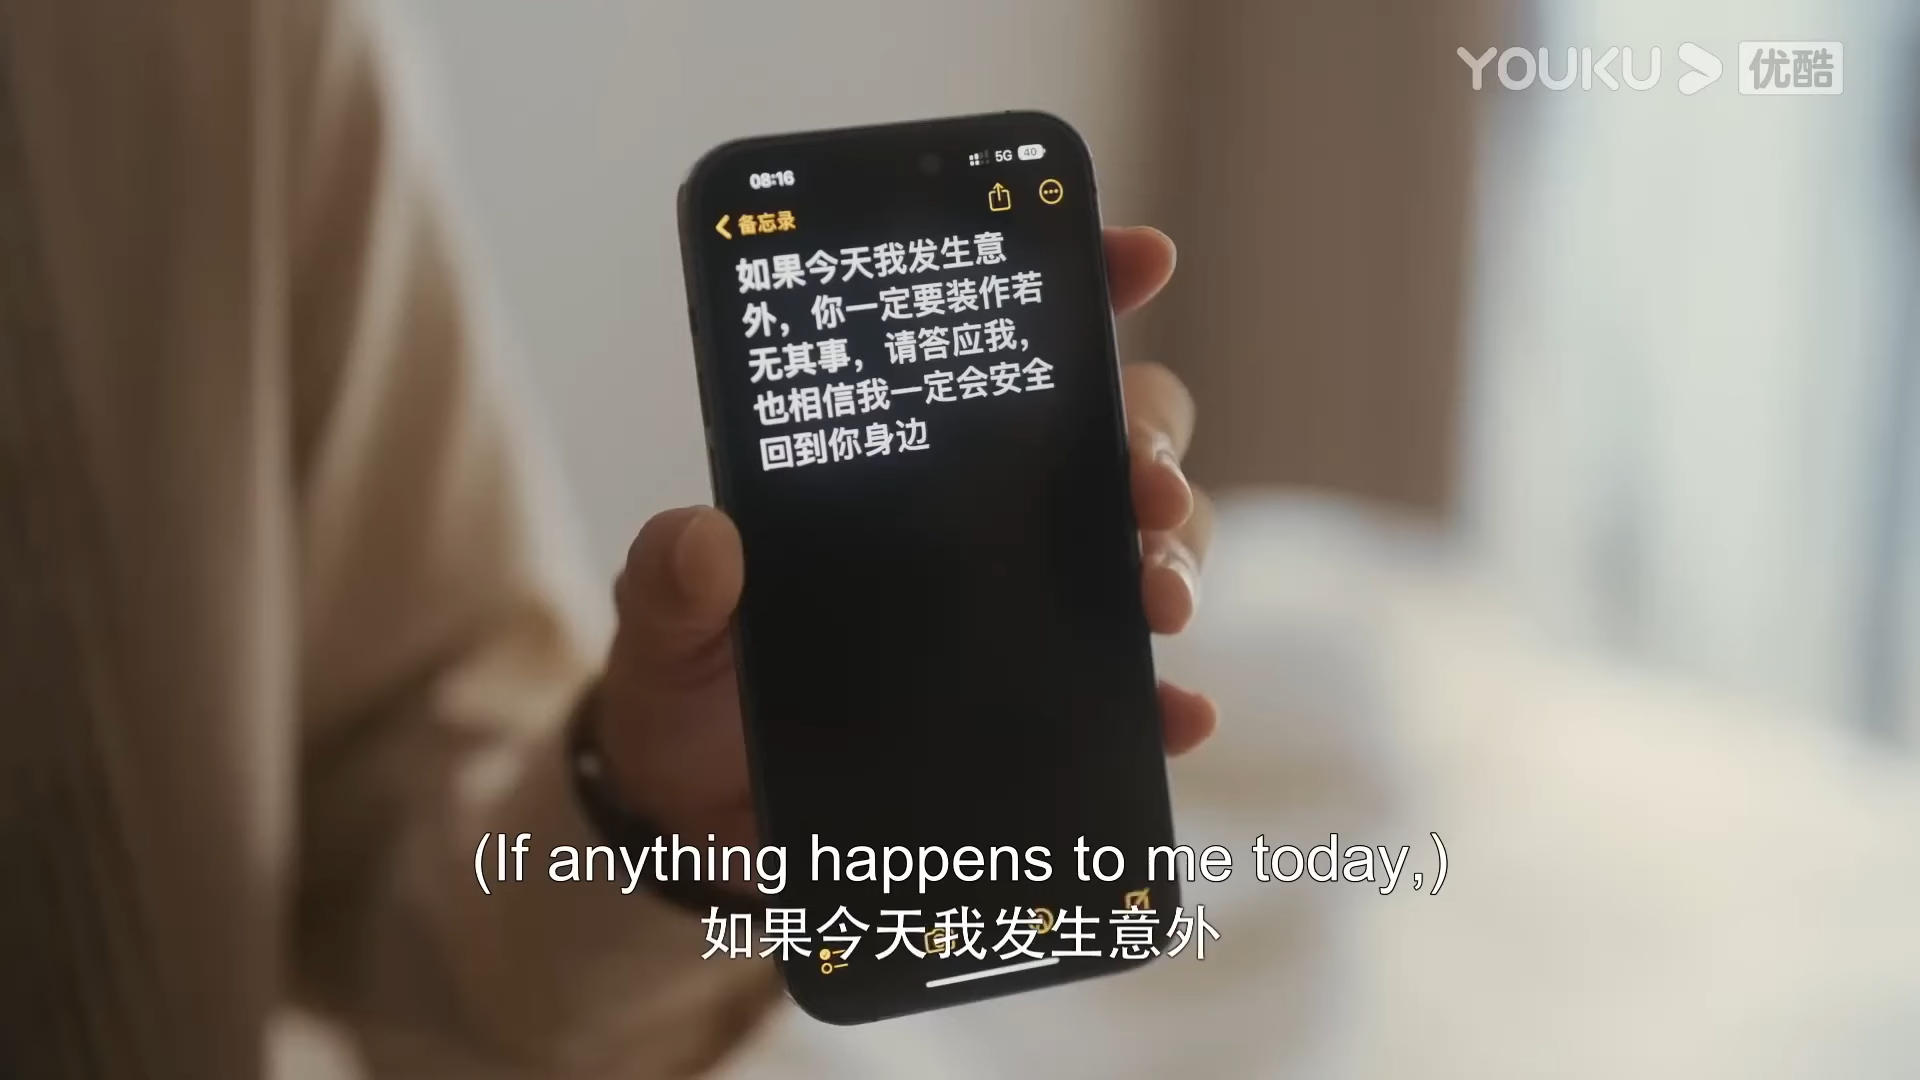 YOUKU 优酷
08:16
5G 40
备忘录
如果今天我发生意
外，你一定要装作若
无其事，请答应我，
也相信我一定会安全
回到你身边
(If anything happens to me today,)
如果今天我发生意外